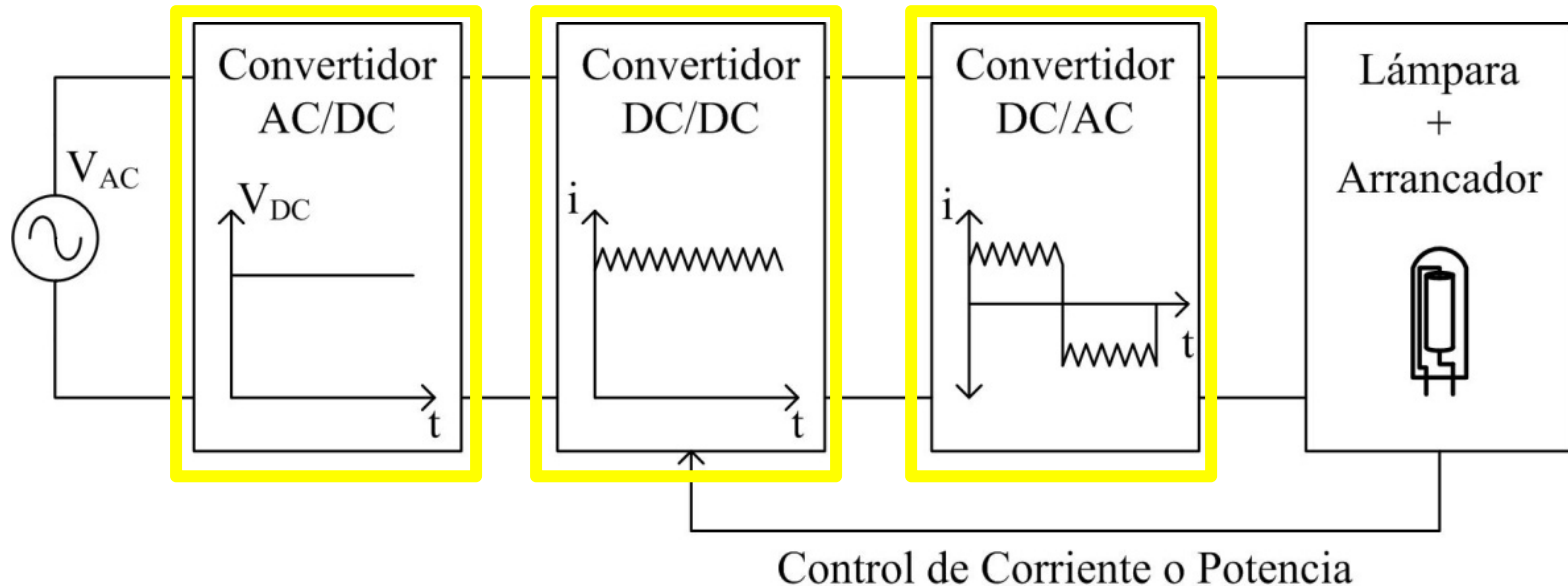 V_AC
Convertidor
AC/DC
V_DC
t
Convertidor
DC/DC
i
t
Convertidor
DC/AC
i
t
Lámpara
+
Arrancador
Control de Corriente o Potencia